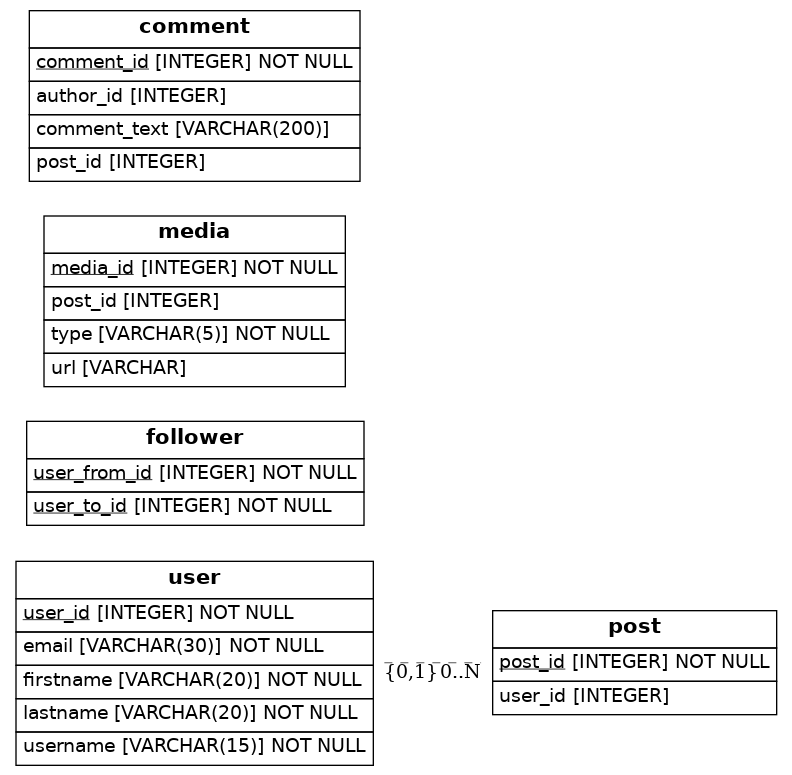 comment
comment_id [INTEGER] NOT NULL
author_id [INTEGER]
comment_text [VARCHAR(200)]
post_id [INTEGER]
media
media_id [INTEGER] NOT NULL
post_id [INTEGER]
type [VARCHAR(5)] NOT NULL
url [VARCHAR]
follower
user_from_id [INTEGER] NOT NULL
user_to_id [INTEGER] NOT NULL
user
user_id [INTEGER] NOT NULL
email [VARCHAR(30)] NOT NULL
firstname [VARCHAR(20)] NOT NULL
lastname [VARCHAR(20)] NOT NULL
username [VARCHAR(15)] NOT NULL
{0,1}0..N
post
post_id [INTEGER] NOT NULL
user_id [INTEGER]